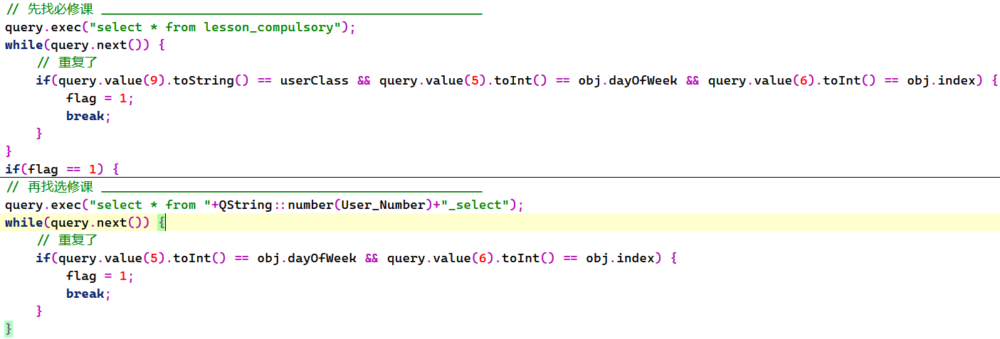 // 先找必修课 __________________________________________________
query.exec("select * from lesson_compulsory");
while(query.next()) {
    // 重复了
    if(query.value(9).toString() == userClass && query.value(5).toInt() == obj.dayOfWeek && query.value(6).toInt() == obj.index) {
        flag = 1;
        break;
    }
}
if(flag == 1) {
// 再找选修课 __________________________________________________
query.exec("select * from "+QString::number(User_Number)+"_select");
while(query.next()) {
    // 重复了
    if(query.value(5).toInt() == obj.dayOfWeek && query.value(6).toInt() == obj.index) {
        flag = 1;
        break;
    }
}